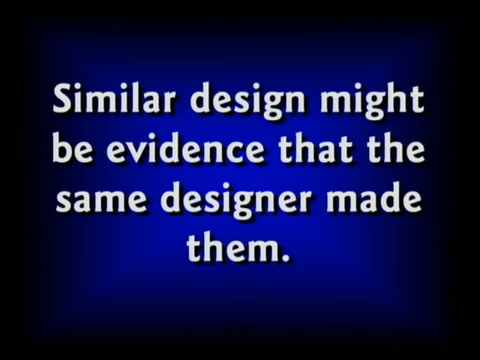 Similar design might
be evidence that the
same designer made
them.